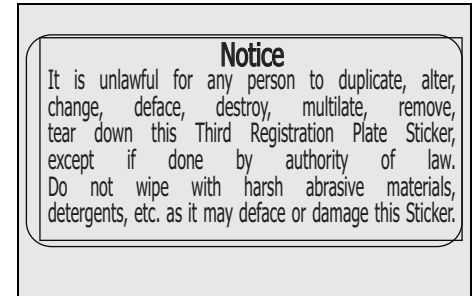 Notice
It is unlawful for any person to duplicate, alter,
change, deface, destroy, multilate, remove,
tear down this Third Registration Plate Sticker,
except if done by authority of law.
Do not wipe with harsh abrasive materials,
detergents, etc. as it may deface or damage this Sticker.